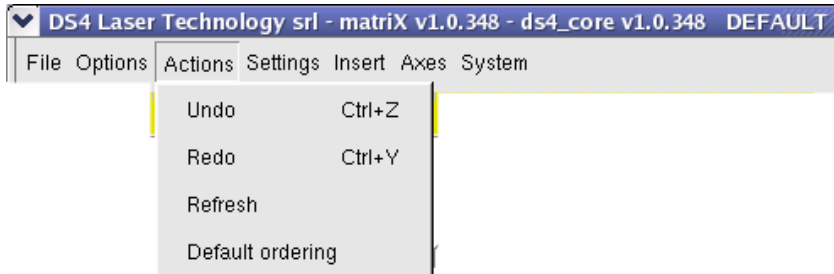 DS4 Laser Technology srl - matriX v1.0.348 - ds4_core v1.0.348 DEFAULT
File Options Actions Settings Insert Axes System
Undo Ctrl+Z
Redo Ctrl+Y
Refresh
Default ordering